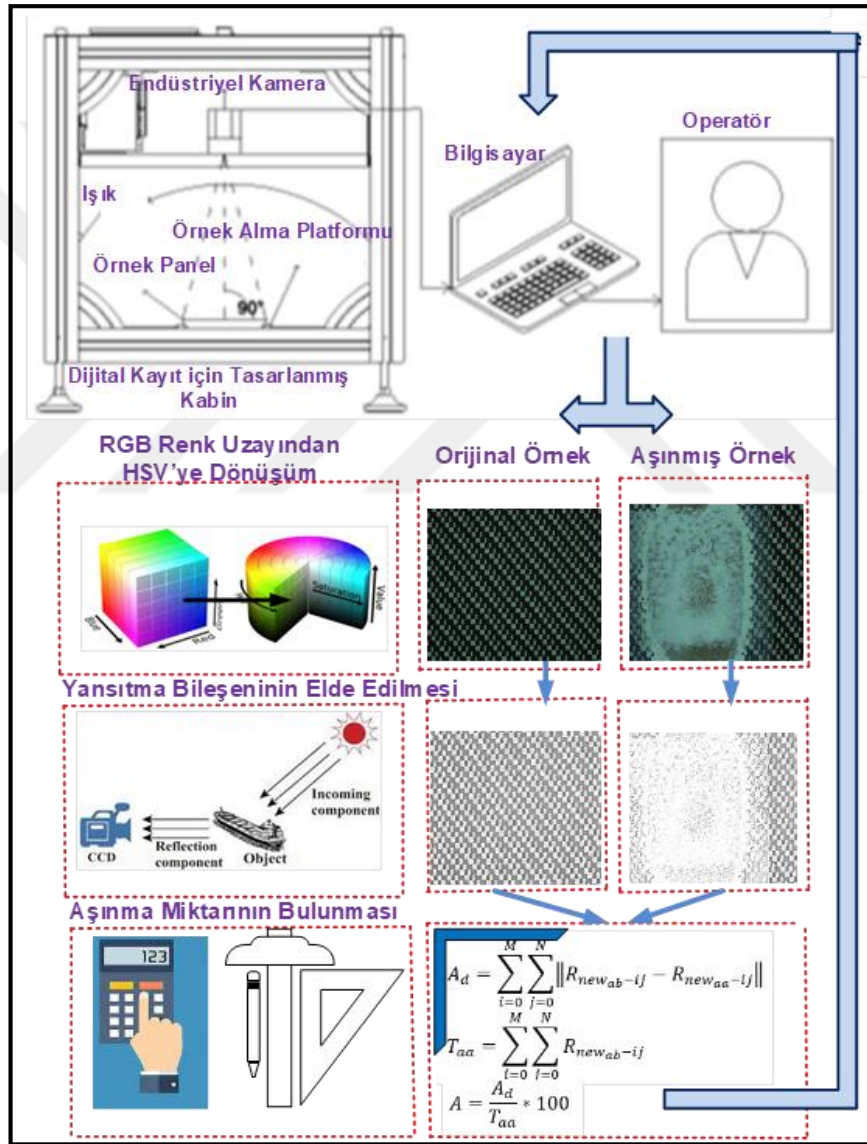 Endüstriyel Kamera
Işık
Örnek Alma Platformu
Örnek Panel
90°
Dijital Kayıt için Tasarlanmış
Kabin
Bilgisayar
Operatör
RGB Renk Uzayından
HSV'ye Dönüşüm
Orijinal Örnek
Aşınmış Örnek
Blue
Red
Saturation
Value
Yansıtma Bileşeninin Elde Edilmesi
Incoming
component
CCD
Reflection
component
Object
Aşınma Miktarının Bulunması
123
A_d = \sum_{i=0}^{M} \sum_{j=0}^{N} \| R_{new_{ab-ij}} - R_{new_{aa-ij}} \|
T_{aa} = \sum_{i=0}^{M} \sum_{j=0}^{N} R_{new_{ab-ij}}
A = \frac{A_d}{T_{aa}} * 100